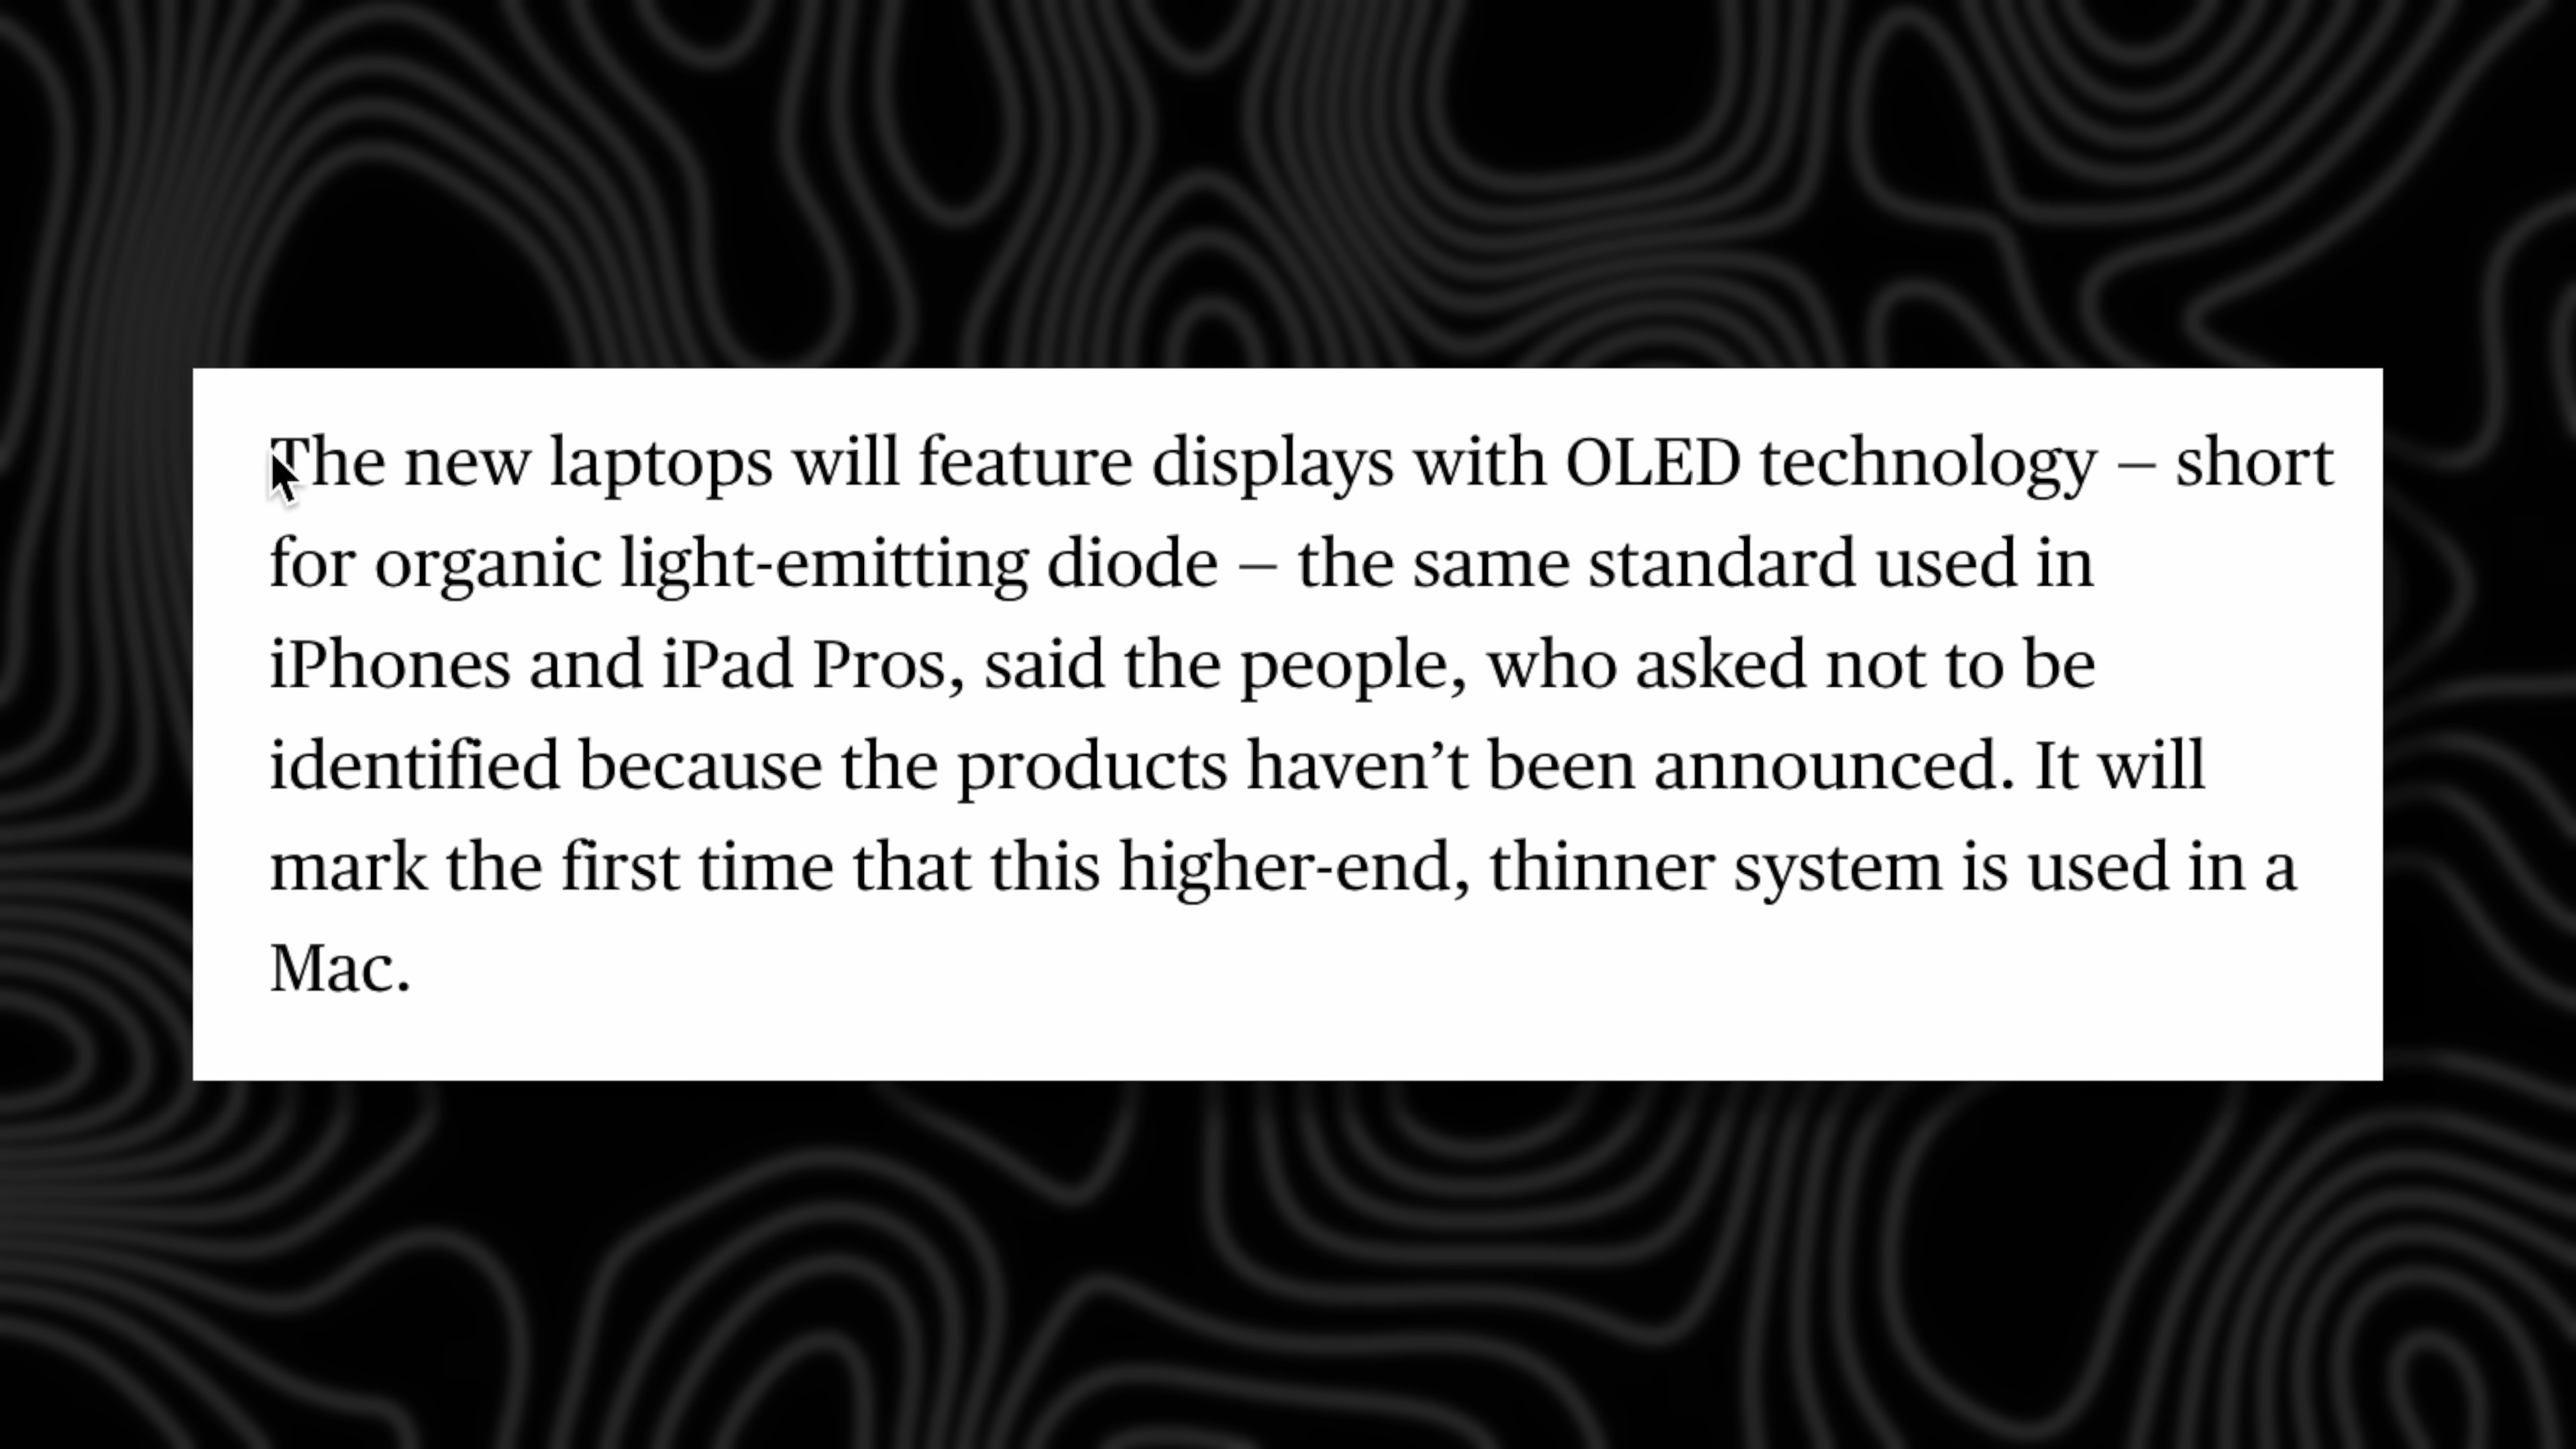 The new laptops will feature displays with OLED technology – short
for organic light-emitting diode – the same standard used in
iPhones and iPad Pros, said the people, who asked not to be
identified because the products haven’t been announced. It will
mark the first time that this higher-end, thinner system is used in a
Mac.